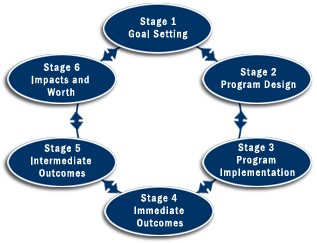 Stage 1
Goal Setting
Stage 2
Program Design
Stage 3
Program
Implementation
Stage 4
Immediate
Outcomes
Stage 5
Intermediate
Outcomes
Stage 6
Impacts and
Worth